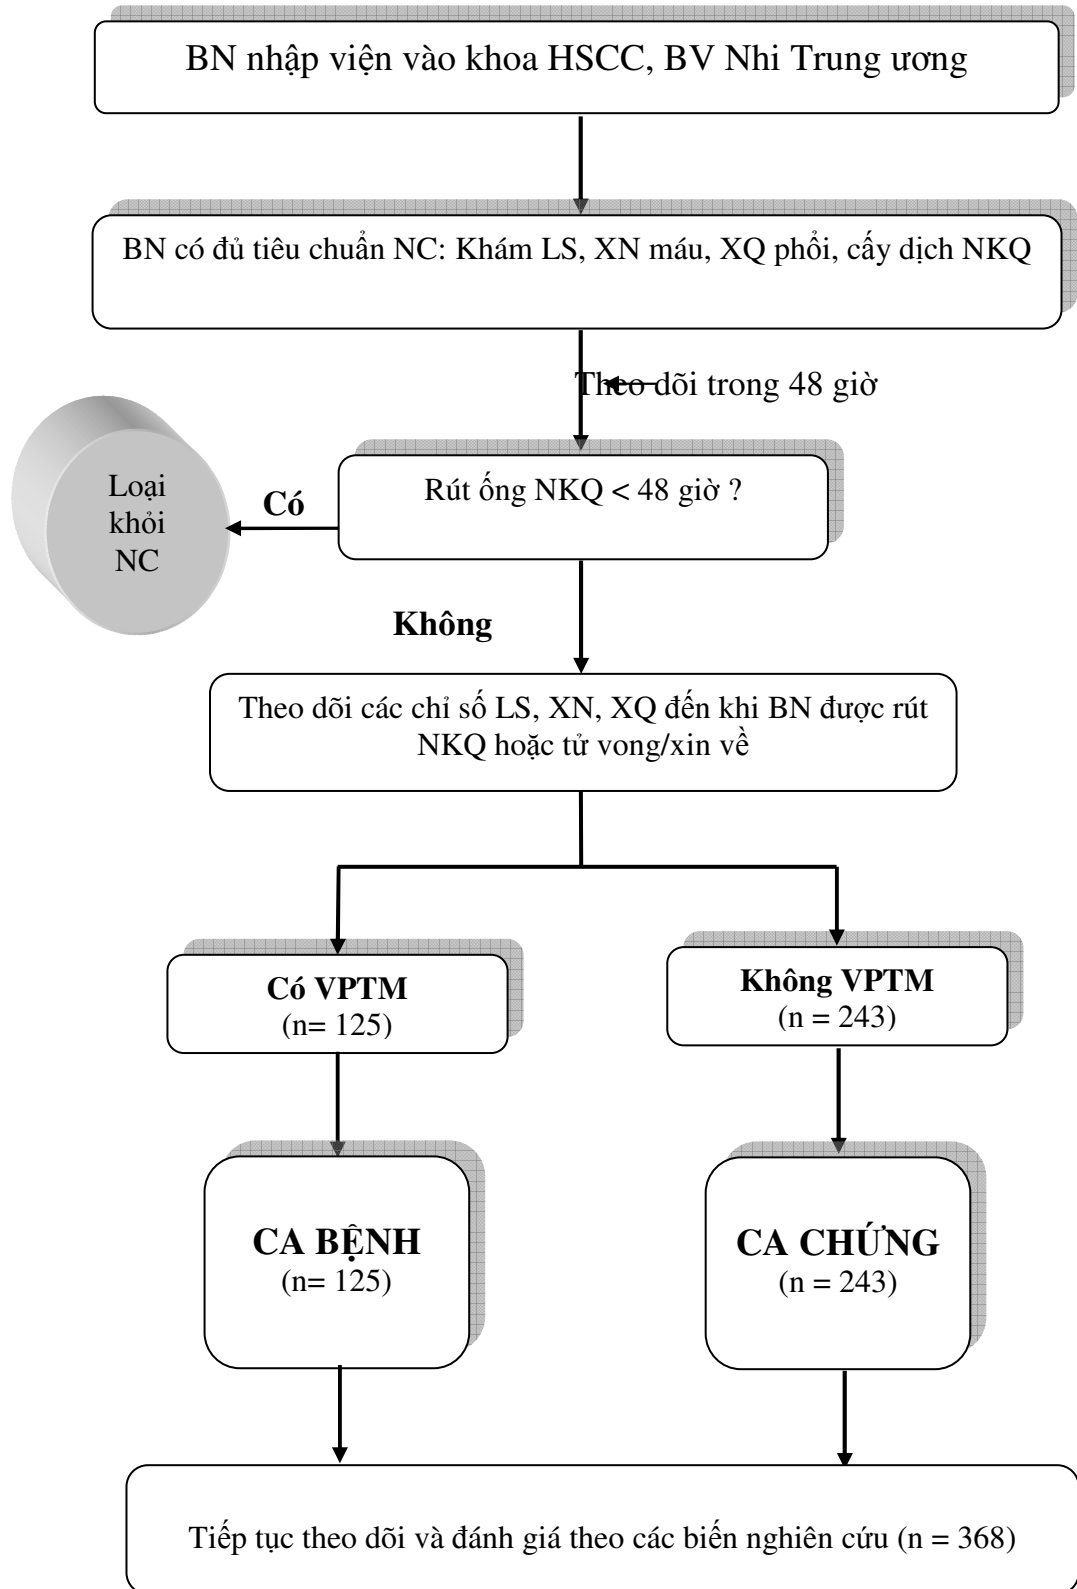 BN nhập viện vào khoa HSCC, BV Nhi Trung ương
BN có đủ tiêu chuẩn NC: Khám LS, XN máu, XQ phổi, cấy dịch NKQ
Theo dõi trong 48 giờ
Rút ống NKQ < 48 giờ ?
Có
Loại
khỏi
NC
Không
Theo dõi các chỉ số LS, XN, XQ đến khi BN được rút
NKQ hoặc tử vong/xin về
Có VPTM
(n= 125)
Không VPTM
(n = 243)
CA BỆNH
(n= 125)
CA CHỨNG
(n = 243)
Tiếp tục theo dõi và đánh giá theo các biến nghiên cứu (n = 368)